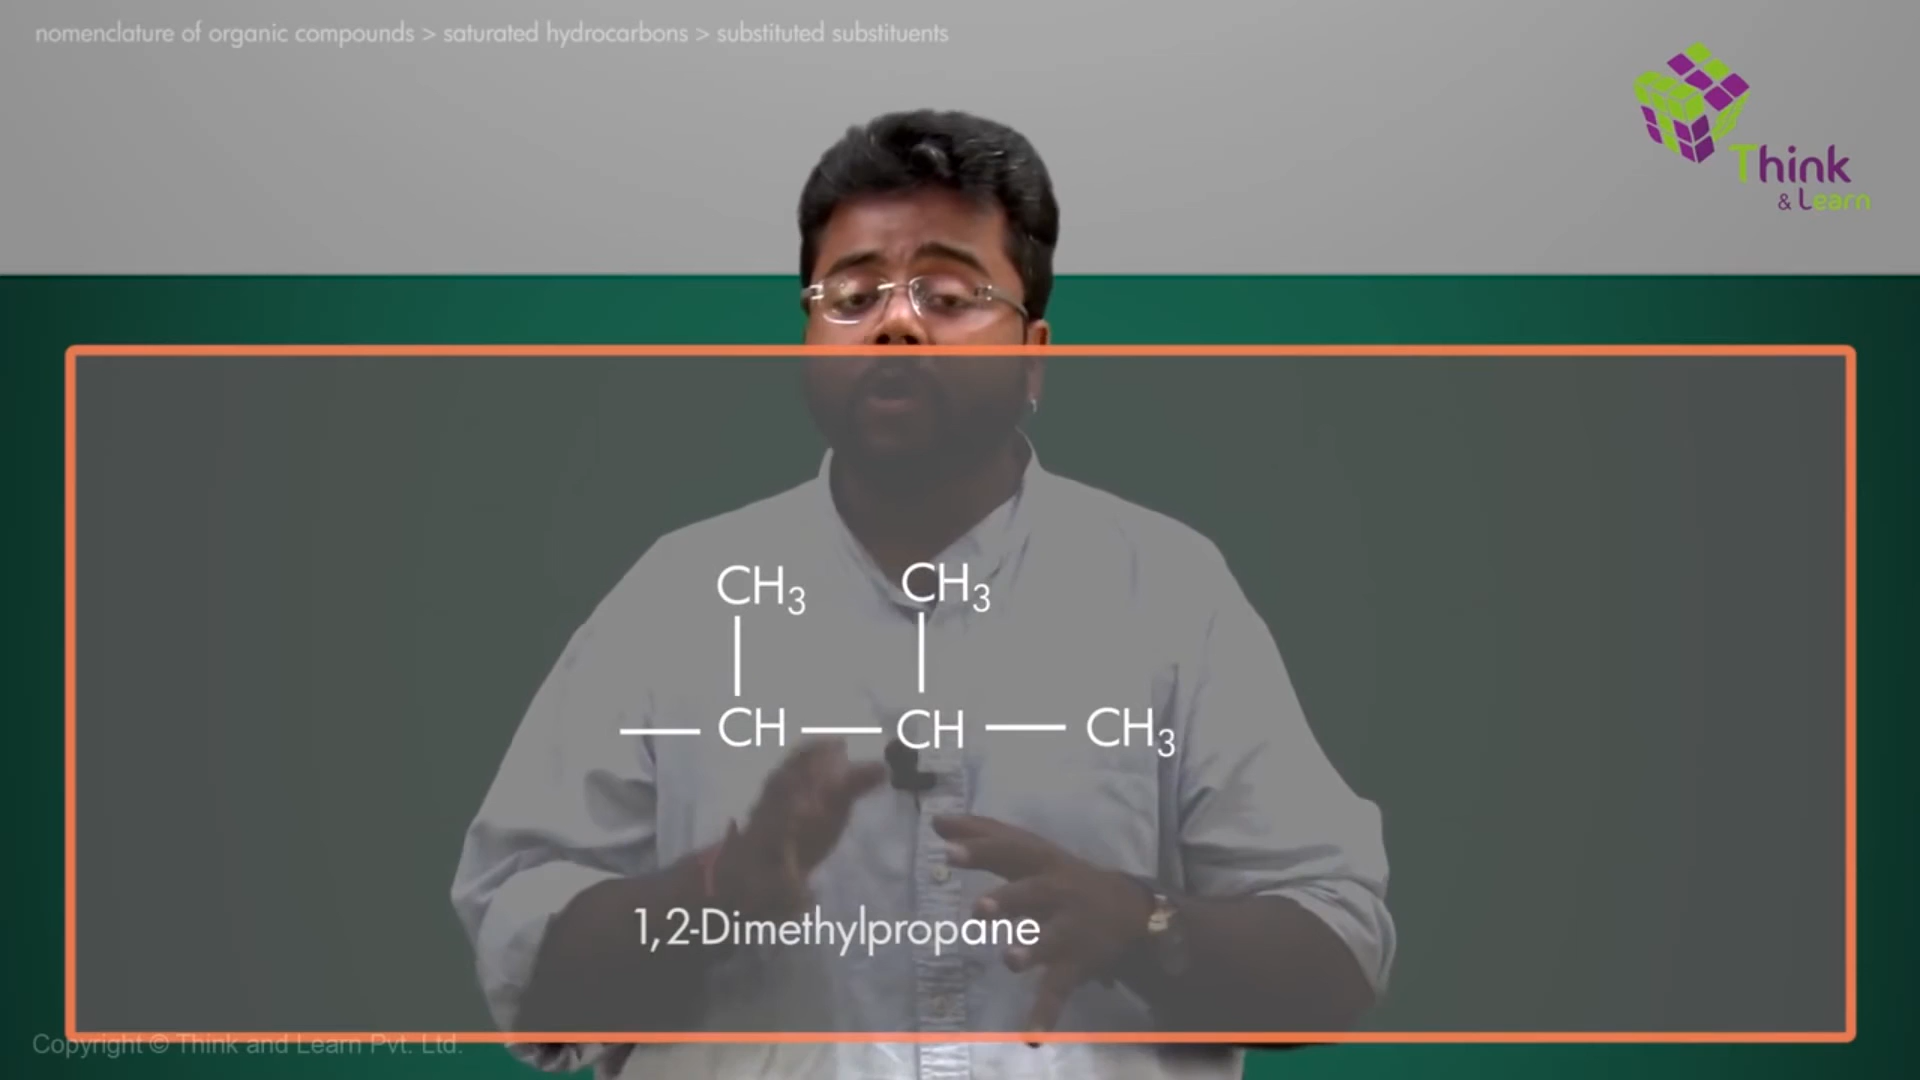 nomenclature of organic compounds > saturated hydrocarbons > substituted substituents
Think
& Learn
CH₃ CH₃
CH CH CH₃
1,2-Dimethylpropane
Copyright © Think and Learn Pvt. Ltd.